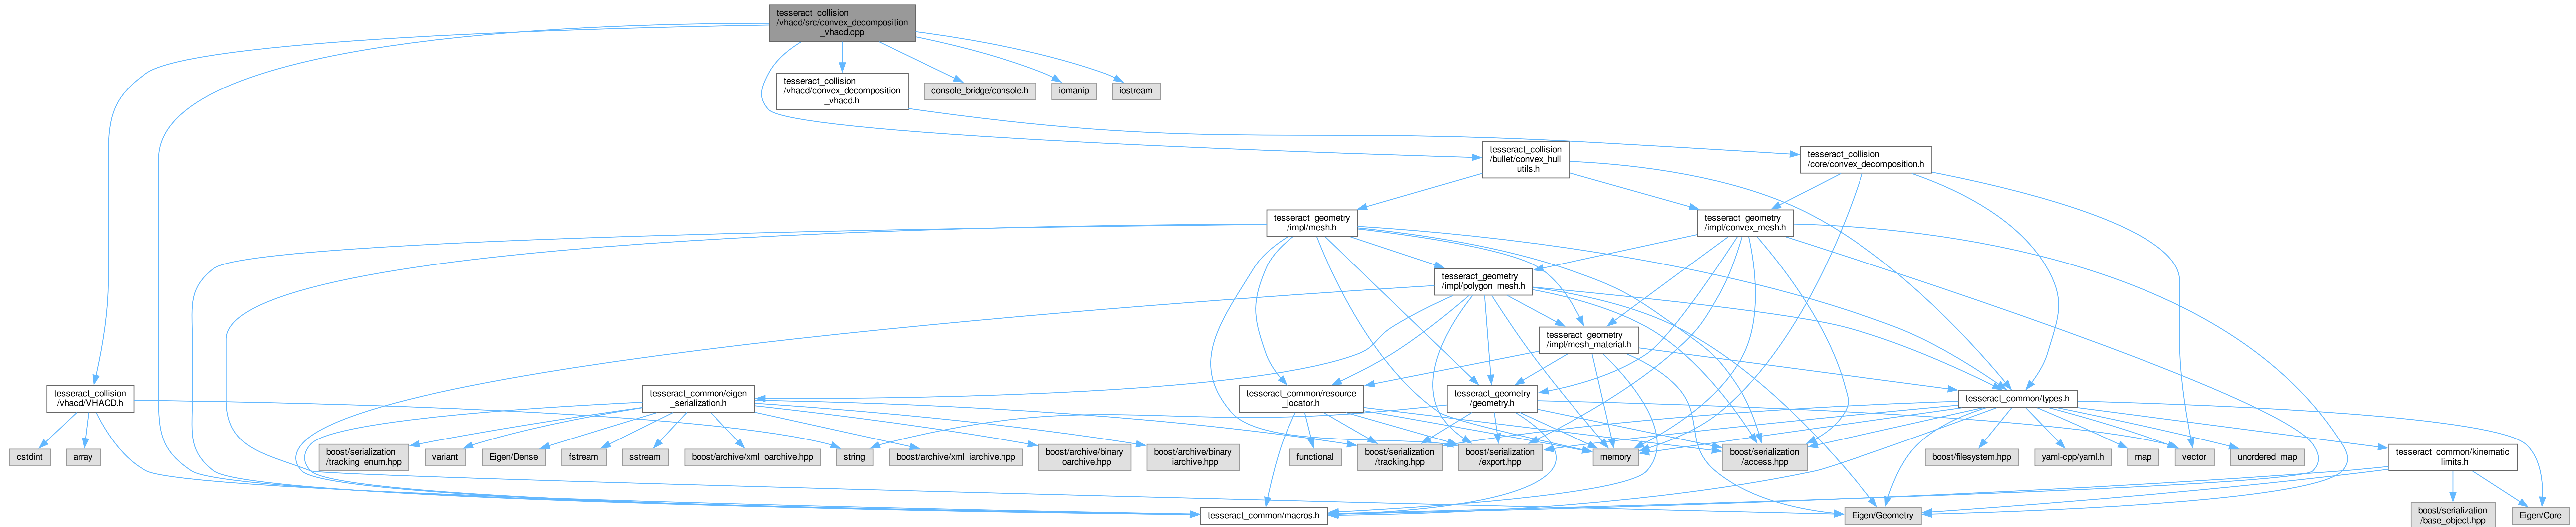 tesseract_collision
/vhacd/src/convex_decomposition
_vhacd.cpp
tesseract_collision
/vhacd/convex_decomposition
_vhacd.h
console_bridge/console.h
iomanip
iostream
tesseract_collision
/bullet/convex_hull
_utils.h
tesseract_collision
/core/convex_decomposition.h
tesseract_geometry
/impl/mesh.h
tesseract_geometry
/impl/convex_mesh.h
tesseract_geometry
/impl/polygon_mesh.h
tesseract_geometry
/impl/mesh_material.h
tesseract_collision
/vhacd/VHACD.h
tesseract_common/eigen
_serialization.h
tesseract_common/resource
_locator.h
tesseract_geometry
/geometry.h
tesseract_common/types.h
cstdint
array
boost/serialization
/tracking_enum.hpp
variant
Eigen/Dense
fstream
sstream
boost/archive/xml_oarchive.hpp
string
boost/archive/xml_iarchive.hpp
boost/archive/binary
_oarchive.hpp
boost/archive/binary
_iarchive.hpp
functional
boost/serialization
/tracking.hpp
boost/serialization
/export.hpp
memory
boost/serialization
/access.hpp
boost/filesystem.hpp
yaml-cpp/yaml.h
map
vector
unordered_map
tesseract_common/kinematic
_limits.h
tesseract_common/macros.h
Eigen/Geometry
boost/serialization
/base_object.hpp
Eigen/Core